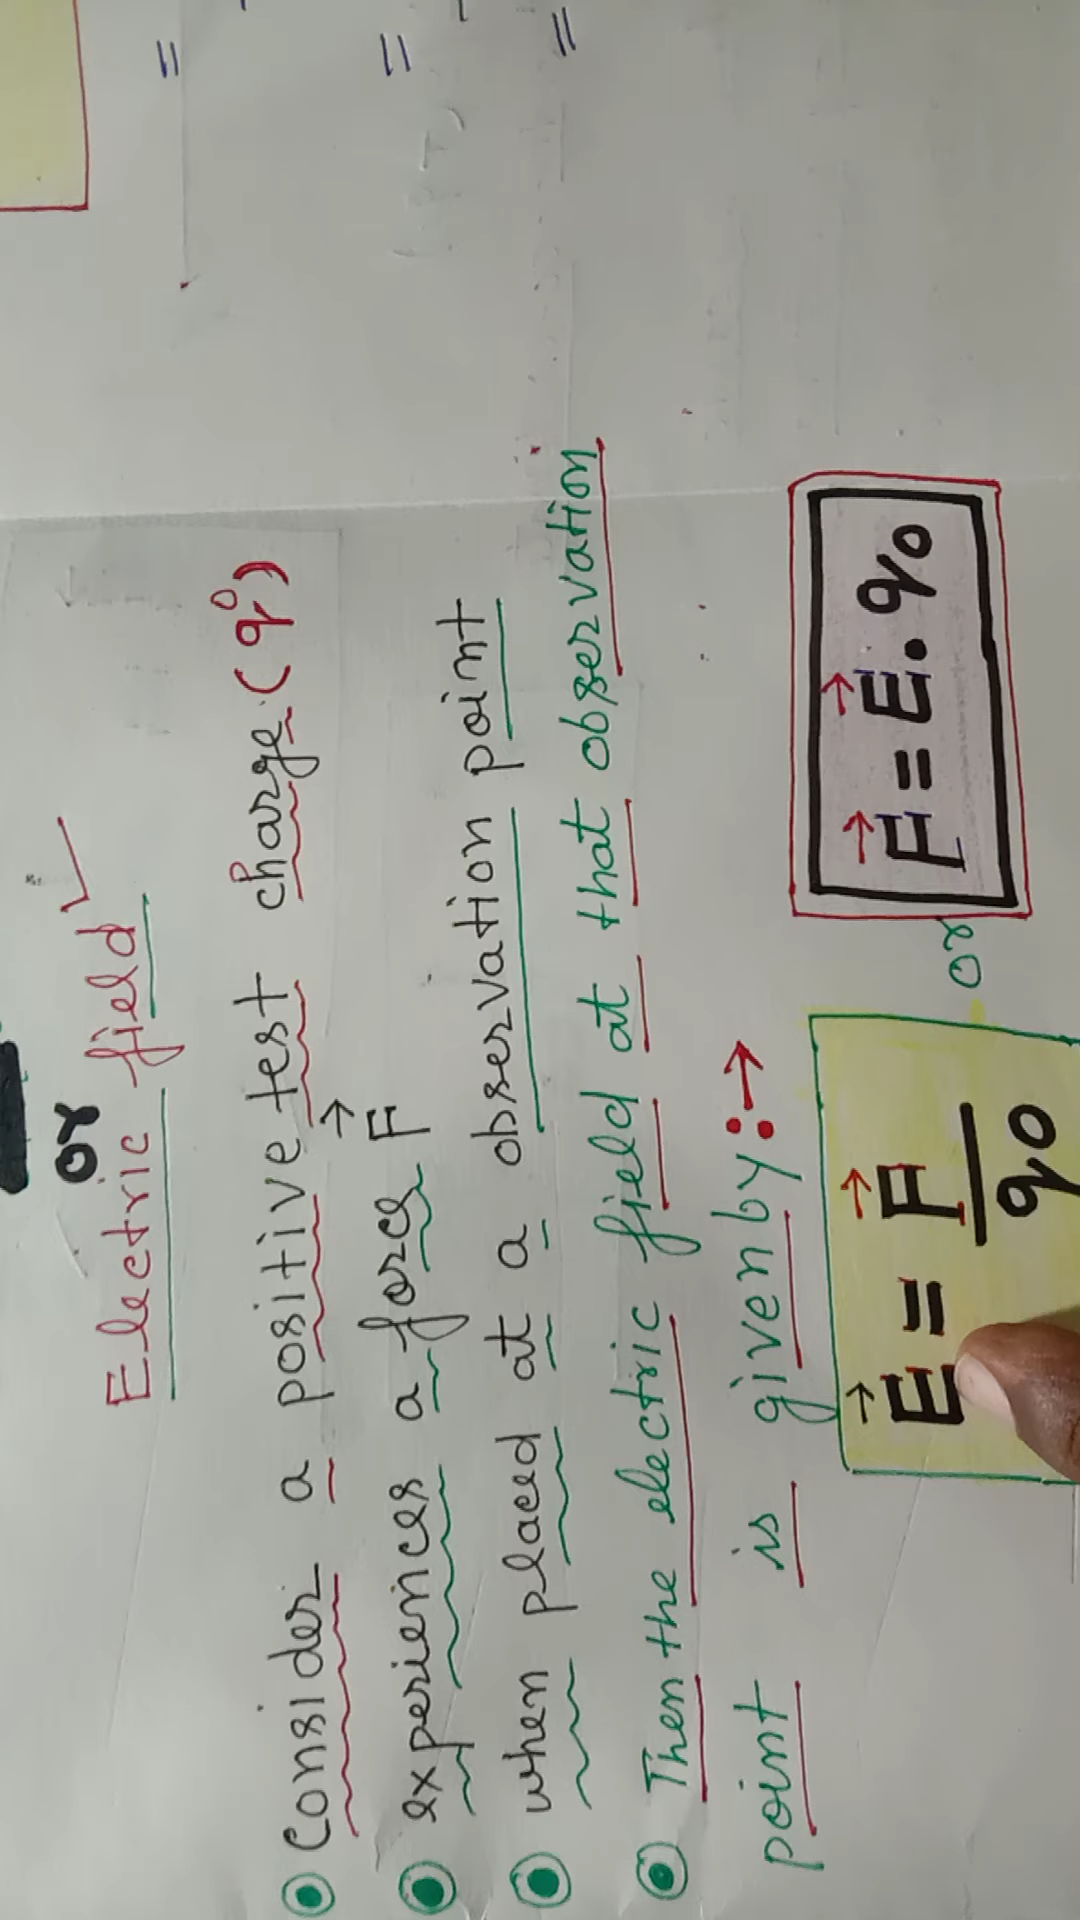 or
Electric field
Consider a positive test charge (q0)
experiences a force F
when placed at a observation point
Then the electric field at that observation
point is given by :→
E = F/q0 or F = E.q0